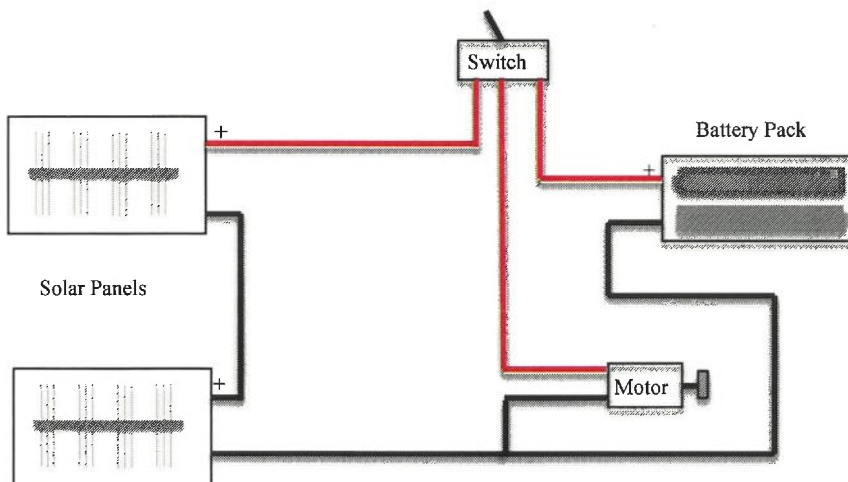 Switch
+
Battery Pack
+
Solar Panels
+
Motor